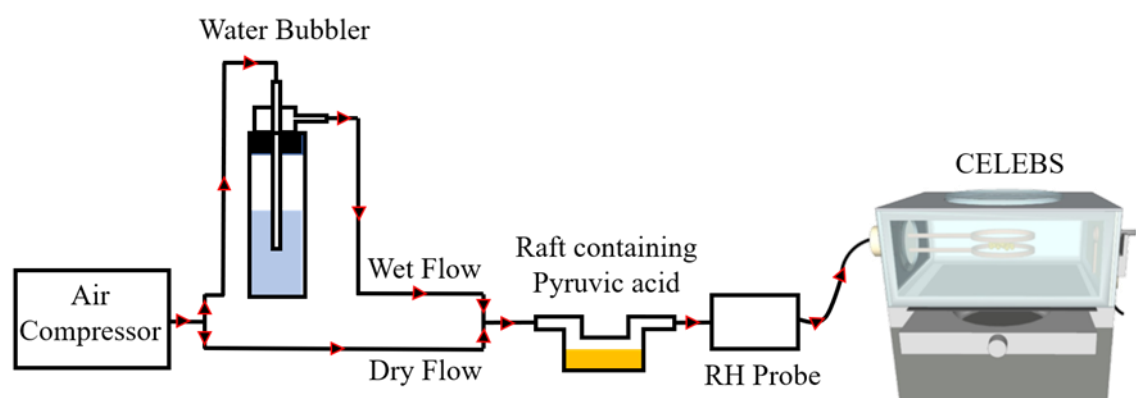 Water Bubbler
CELEBS
Raft containing
Pyruvic acid
Wet Flow
Air
Compressor
Dry Flow
RH Probe